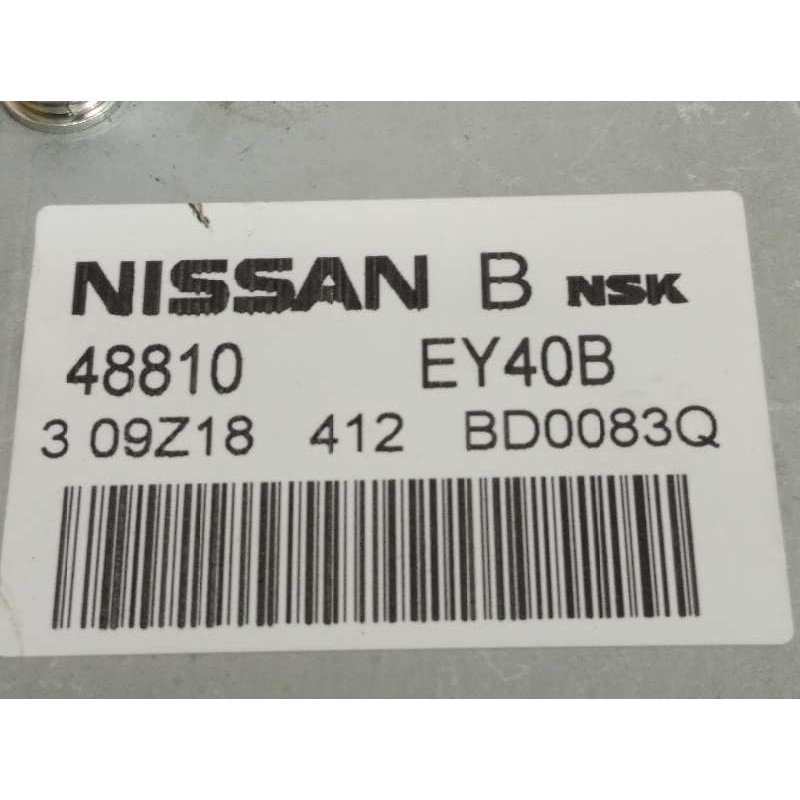 NISSAN B NSK
48810 EY40B
3 09Z18 412 BD0083Q